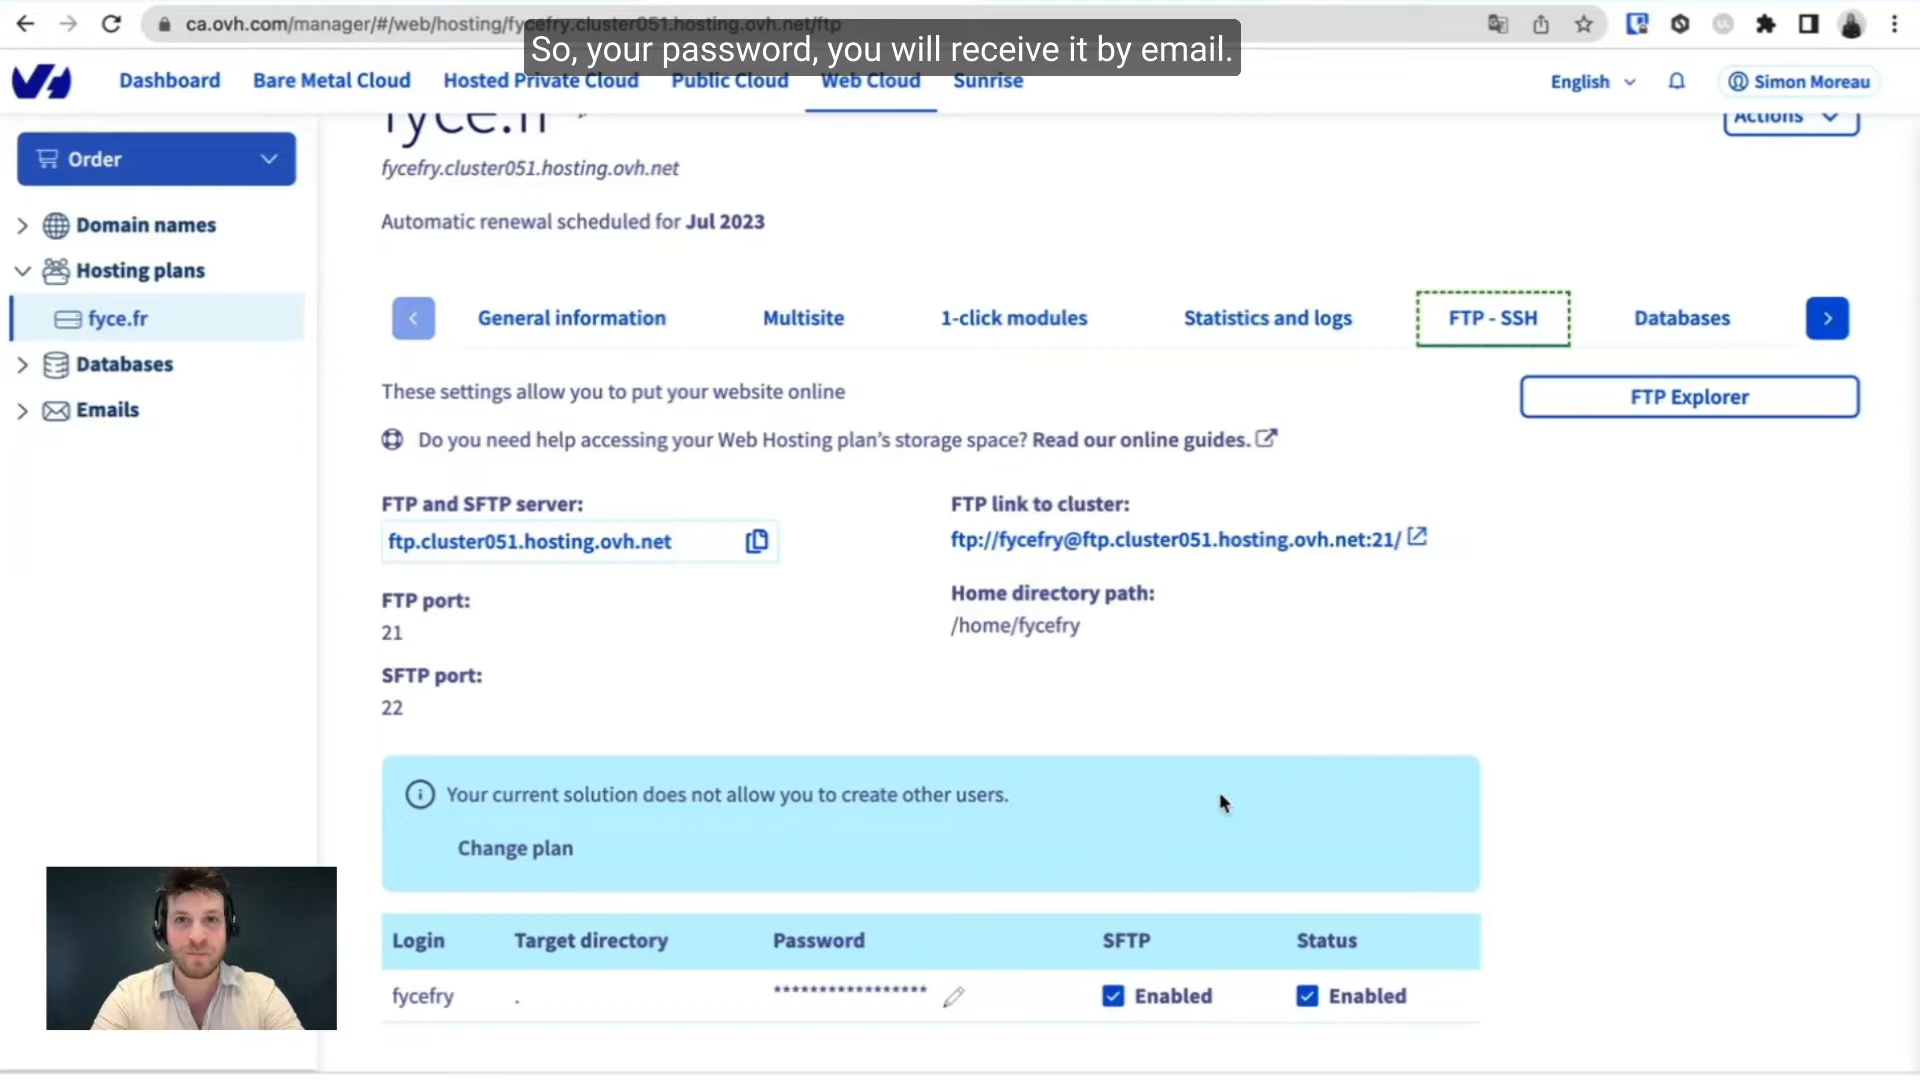 ca.ovh.com/manager/#/web/hosting/fycefry.cluster051.hosting.ovh.net/ftp
So, your password, you will receive it by email.
Dashboard
Bare Metal Cloud
Hosted Private Cloud
Public Cloud
Web Cloud
Sunrise
English
Simon Moreau
Order
Domain names
Hosting plans
fyce.fr
Databases
Emails
fyce.fr
Actions
fycefry.cluster051.hosting.ovh.net
Automatic renewal scheduled for Jul 2023
General information
Multisite
1-click modules
Statistics and logs
FTP - SSH
Databases
These settings allow you to put your website online
FTP Explorer
Do you need help accessing your Web Hosting plan's storage space? Read our online guides.
FTP and SFTP server:
ftp.cluster051.hosting.ovh.net
FTP link to cluster:
ftp://fycefry@ftp.cluster051.hosting.ovh.net:21/
FTP port:
21
Home directory path:
/home/fycefry
SFTP port:
22
Your current solution does not allow you to create other users.
Change plan
Login Target directory Password SFTP Status
fycefry . ***************** Enabled Enabled